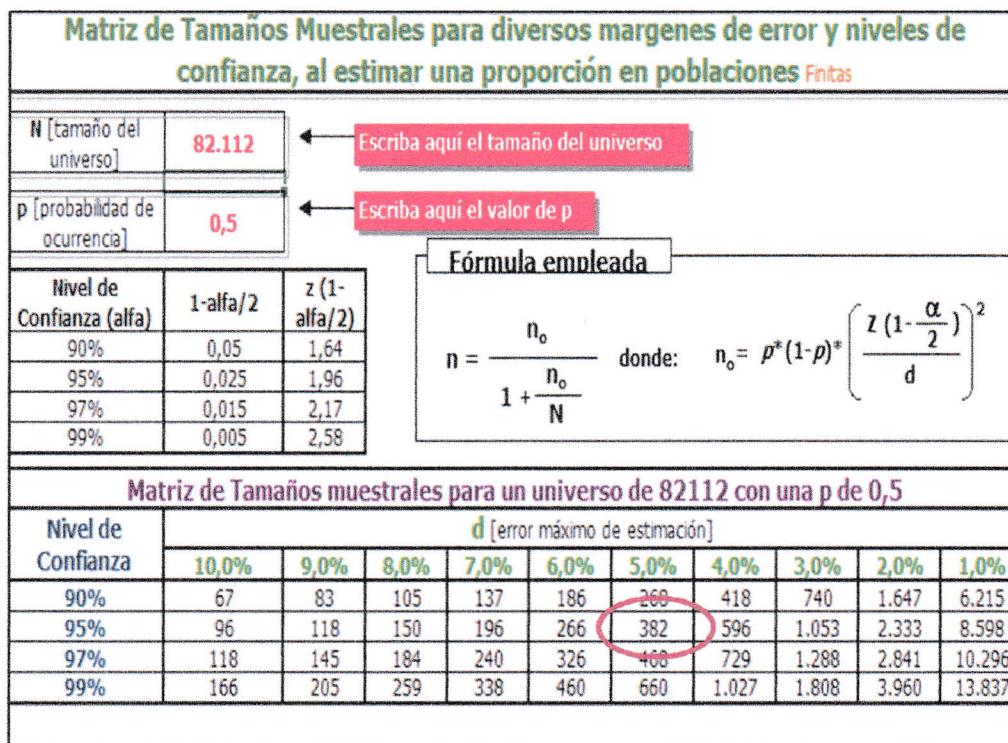 Matriz de Tamaños Muestrales para diversos margenes de error y niveles de
confianza, al estimar una proporción en poblaciones Finitas
N [tamaño del
universo]
82.112
Escriba aquí el tamaño del universo
p [probabilidad de
ocurrencia]
0,5
Escriba aquí el valor de p
Nivel de
Confianza (alfa)
1-alfa/2
z (1-
alfa/2)
90% 0,05 1,64
95% 0,025 1,96
97% 0,015 2,17
99% 0,005 2,58
Fórmula empleada
n = n₀ / (1 + n₀/N) donde: n₀ = p*(1-p)* (Z (1-α/2) / d)²
Matriz de Tamaños muestrales para un universo de 82112 con una p de 0,5
Nivel de
Confianza
d [error máximo de estimación]
10,0% 9,0% 8,0% 7,0% 6,0% 5,0% 4,0% 3,0% 2,0% 1,0%
90% 67 83 105 137 186 268 418 740 1.647 6.215
95% 96 118 150 196 266 382 596 1.053 2.333 8.598
97% 118 145 184 240 326 468 729 1.288 2.841 10.296
99% 166 205 259 338 460 660 1.027 1.808 3.960 13.837